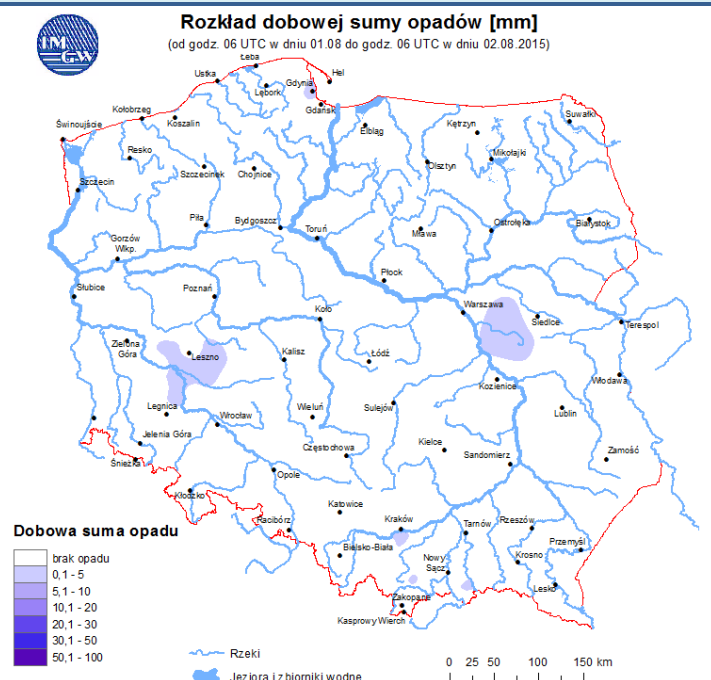 Rozkład dobowej sumy opadów [mm]
(od godz. 06 UTC w dniu 01.08 do godz. 06 UTC w dniu 02.08.2015)
IM
GW
Łeba
Ustka
Hel
Gdynia
Lębork
Gdańsk
Kołobrzeg
Koszalin
Świnoujście
Elbląg
Kętrzyn
Suwałki
Resko
Szczecinek
Chojnice
Olsztyn
Mikołajki
Szczecin
Piła
Bydgoszcz
Toruń
Mława
Ostrołęka
Białystok
Gorzów
Wlkp.
Płock
Słubice
Poznań
Koło
Warszawa
Siedlce
Terespol
Zielona
Góra
Leszno
Kalisz
Łódź
Kozienice
Włodawa
Legnica
Wrocław
Wieluń
Sulejów
Lublin
Jelenia Góra
Śnieżka
Częstochowa
Kielce
Sandomierz
Zamość
Opole
Kłodzko
Katowice
Racibórz
Kraków
Tarnów
Rzeszów
Przemyśl
Bielsko-Biała
Nowy
Sącz
Krosno
Lesko
Zakopane
Kasprowy Wierch
Dobowa suma opadu
brak opadu
0,1 - 5
5,1 - 10
10,1 - 20
20,1 - 30
30,1 - 50
50,1 - 100
Rzeki
Jeziora i zbiorniki wodne
0 25 50 100 150 km